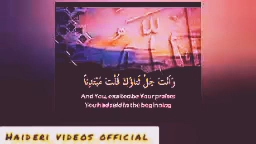 وَاَنْتَ جَلَّ ثَنَاؤُكَ قُلْتَ مُبْتَدِئاً
And You, exalted be Your praise
You had said in the beginning
HAIDERI VIDEOS OFFICIAL